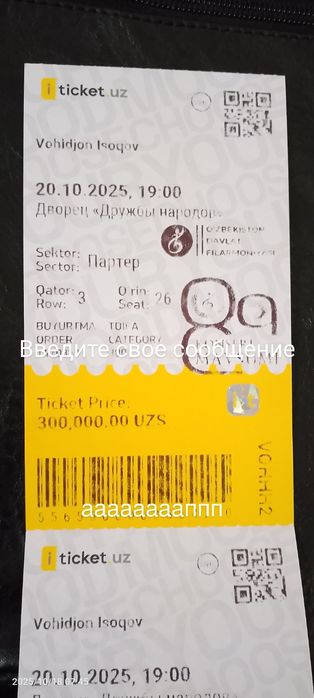 iticket.uz
Vohidjon Isoqov
20.10.2025, 19:00
Дворец «Дружбы народов»
O'ZBEKISTON
DAVLAT
FILARMONIYASI
Sektor:
Sector: Партер
Qator:
Row: 3
O'rin:
Seat: 26
BUYURTMA
ORDER
TOIFA
CATEGORY
Введите свое сообщение
Ticket Price:
300,000.00 UZS
ааааааааппп
iticket.uz
Vohidjon Isoqov
20.10.2025, 19:00